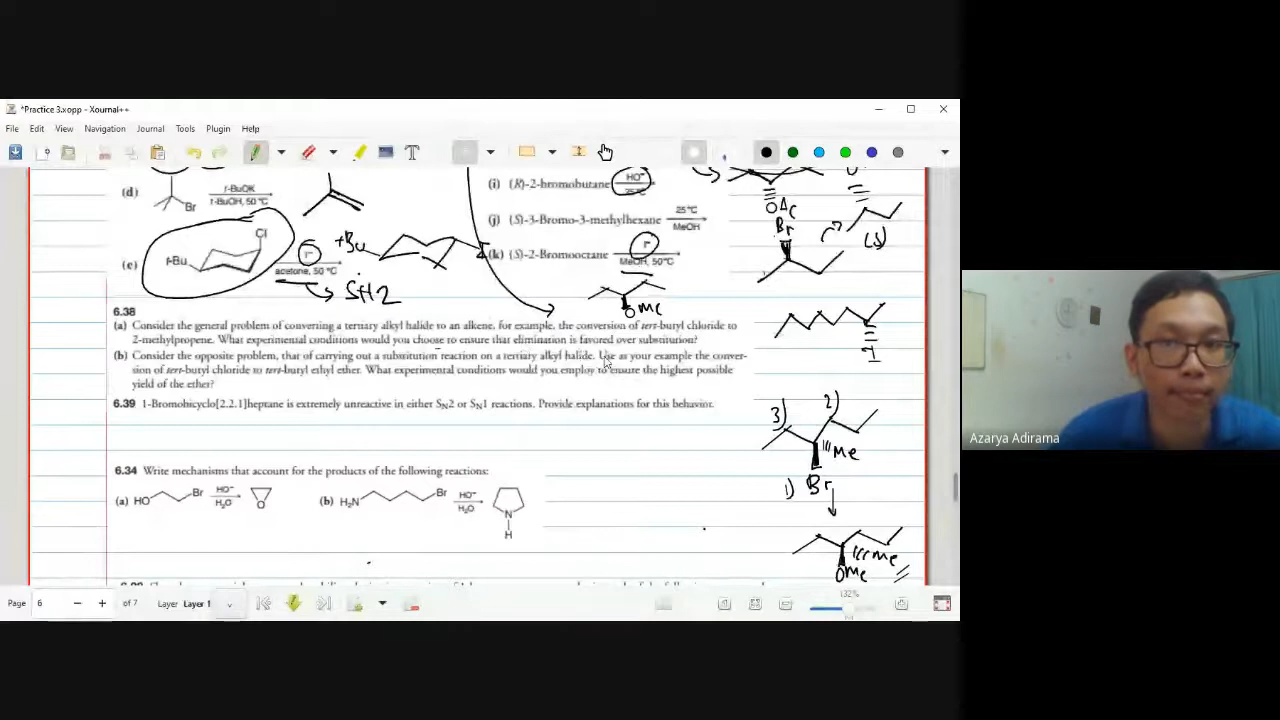 *Practice 3.xopp - Xournal++
File Edit View Navigation Journal Tools Plugin Help
(d) Br t-BuOK
t-BuOH, 50 °C
(e) t-Bu Cl I⁻
acetone, 50 °C
+Bu I
SN2
(i) (R)-2-bromobutane HO⁻
25 °C
(j) (S)-3-Bromo-3-methylhexane 25 °C
MeOH
(k) (S)-2-Bromooctane I⁻
MeOH, 50 °C
OMe
OAc
Br
(S)
I
3) 2)
Me
1) Br
Me
OMe
6.38
(a) Consider the general problem of converting a tertiary alkyl halide to an alkene, for example, the conversion of tert-butyl chloride to
2-methylpropene. What experimental conditions would you choose to ensure that elimination is favored over substitution?
(b) Consider the opposite problem, that of carrying out a substitution reaction on a tertiary alkyl halide. Use as your example the conver-
sion of tert-butyl chloride to tert-butyl ethyl ether. What experimental conditions would you employ to ensure the highest possible
yield of the ether?
6.39 1-Bromobicyclo[2.2.1]heptane is extremely unreactive in either SN2 or SN1 reactions. Provide explanations for this behavior.
6.34 Write mechanisms that account for the products of the following reactions:
(a) HO Br HO⁻
H₂O O
(b) H₂N Br HO⁻
H₂O N
H
Page 6 of 7 Layer Layer 1 132%
Azarya Adirama